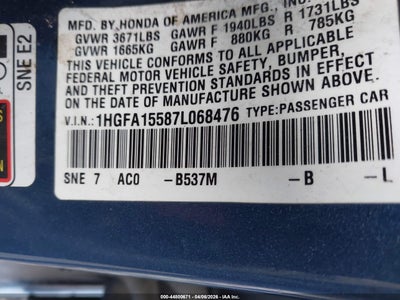 MFD. BY HONDA OF AMERICA MFG., INC.
GVWR 3671LBS GAWR F 1940LBS R 1731LBS
GVWR 1665KG GAWR F 880KG R 785KG
THIS VEHICLE CONFORMS TO ALL APPLICABLE
FEDERAL MOTOR VEHICLE SAFETY, BUMPER,
AND THEFT PREVENTION STANDARDS IN EFFECT ON
THE DATE OF MANUFACTURE SHOWN ABOVE.
V.I.N.: 1HGFA15587L068476 TYPE: PASSENGER CAR
SNE 7 AC0 -B537M -B -L
SNE E2
000-44800671 - 04/06/2026 - IAA Inc.